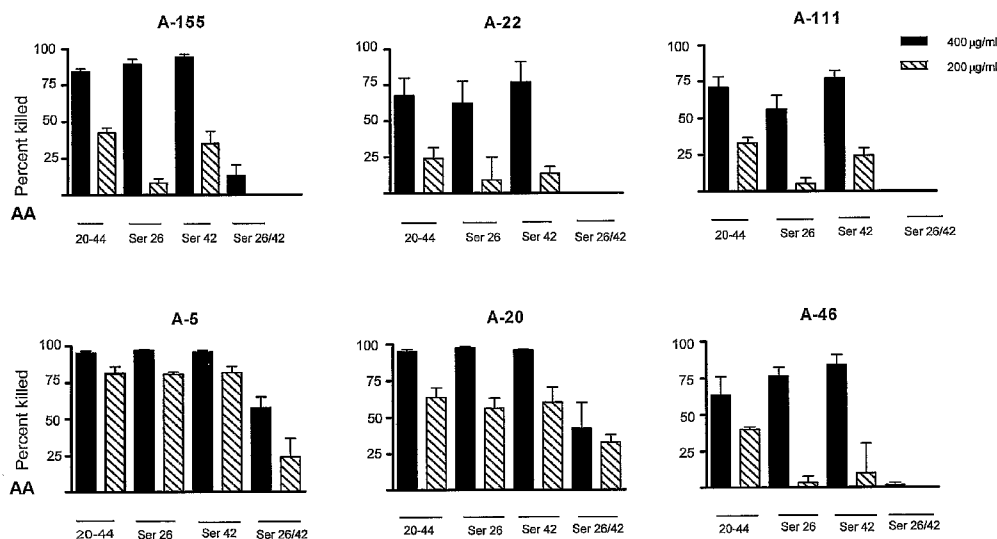 A-155
A-22
A-111
400 µg/ml
200 µg/ml
Percent killed
100
75
50
25
100
75
50
25
100
75
50
25
AA
20-44
Ser 26
Ser 42
Ser 26/42
20-44
Ser 26
Ser 42
Ser 26/42
20-44
Ser 26
Ser 42
Ser 26/42
A-5
A-20
A-46
Percent killed
100
75
50
25
100
75
50
25
100
75
50
25
AA
20-44
Ser 26
Ser 42
Ser 26/42
20-44
Ser 26
Ser 42
Ser 26/42
20-44
Ser 26
Ser 42
Ser 26/42